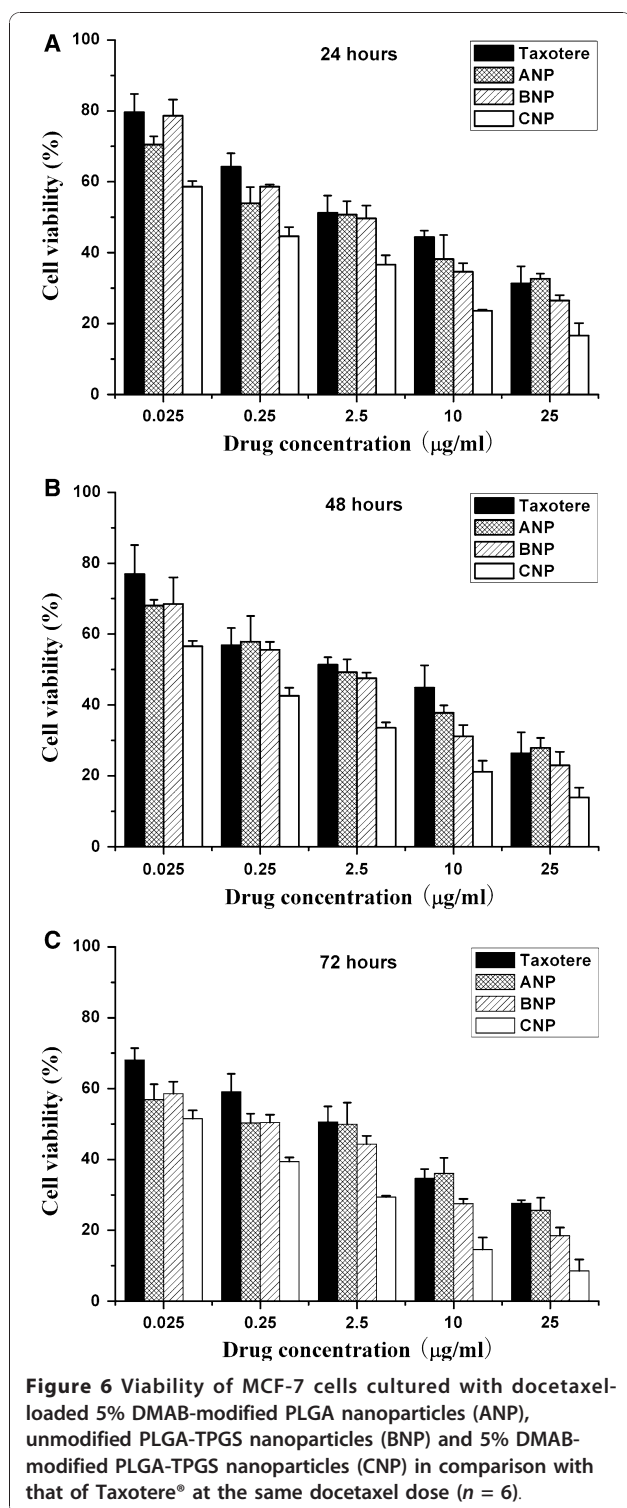 A
24 hours
Taxotere
ANP
BNP
CNP
Cell viability (%)
80
60
40
20
0
0.025 0.25 2.5 10 25
Drug concentration (μg/ml)
B
48 hours
Taxotere
ANP
BNP
CNP
Cell viability (%)
100
80
60
40
20
0
0.025 0.25 2.5 10 25
Drug concentration (μg/ml)
C
72 hours
Taxotere
ANP
BNP
CNP
Cell viability (%)
100
80
60
40
20
0
0.025 0.25 2.5 10 25
Drug concentration (μg/ml)
Figure 6 Viability of MCF-7 cells cultured with docetaxel-
loaded 5% DMAB-modified PLGA nanoparticles (ANP),
unmodified PLGA-TPGS nanoparticles (BNP) and 5% DMAB-
modified PLGA-TPGS nanoparticles (CNP) in comparison with
that of Taxotere® at the same docetaxel dose (n = 6).